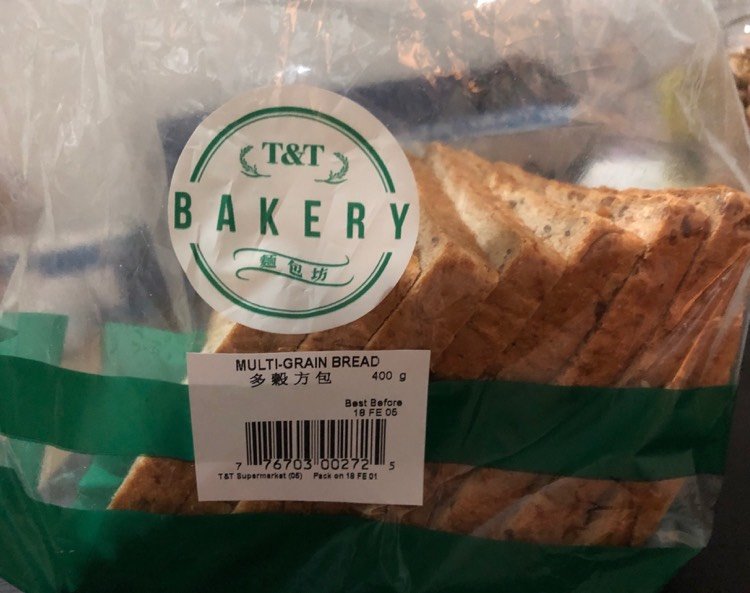 T&T
BAKERY
麵包坊
MULTI-GRAIN BREAD
多穀方包 400 g
Best Before
18 FE 05
7 76703 00272 5
T&T Supermarket (05) Pack on 18 FE 01